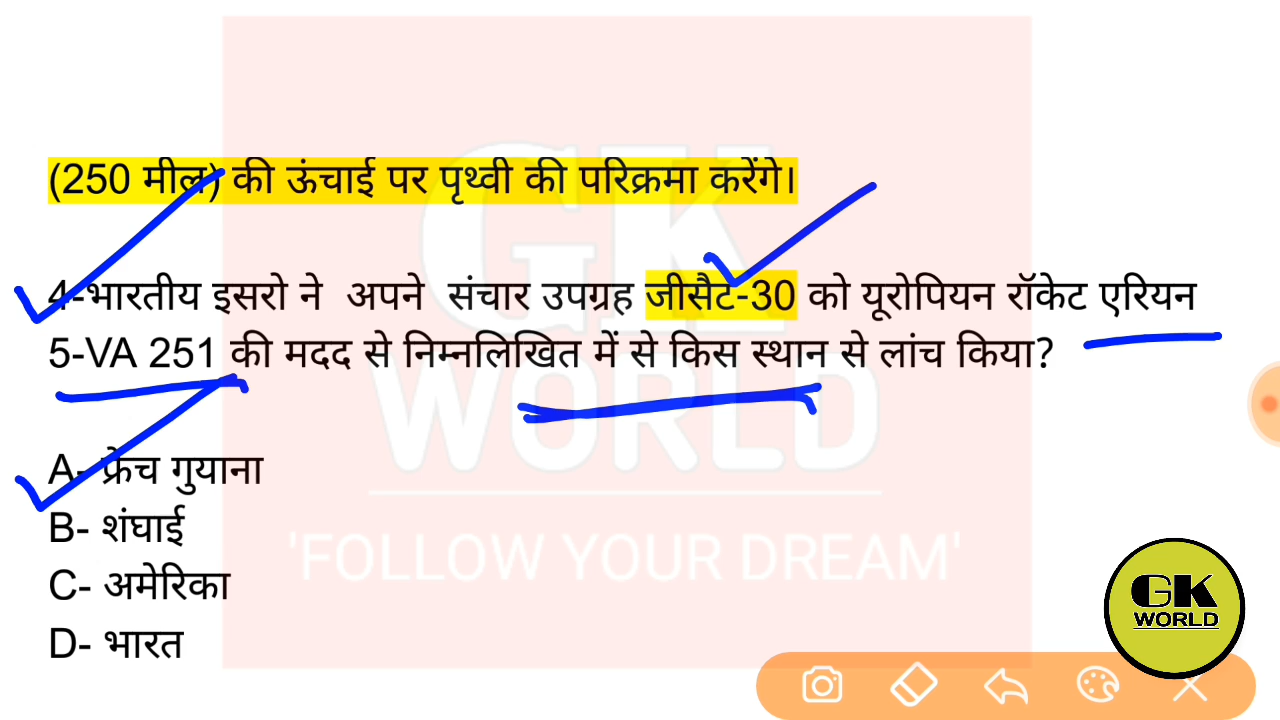 (250 मील) की ऊंचाई पर पृथ्वी की परिक्रमा करेंगे।
4-भारतीय इसरो ने अपने संचार उपग्रह जीसैट-30 को यूरोपियन रॉकेट एरियन
5-VA 251 की मदद से निम्नलिखित में से किस स्थान से लांच किया?
A- फ्रेंच गुयाना
B- शंघाई
C- अमेरिका
D- भारत
GK
WORLD
'FOLLOW YOUR DREAM'
GK
WORLD